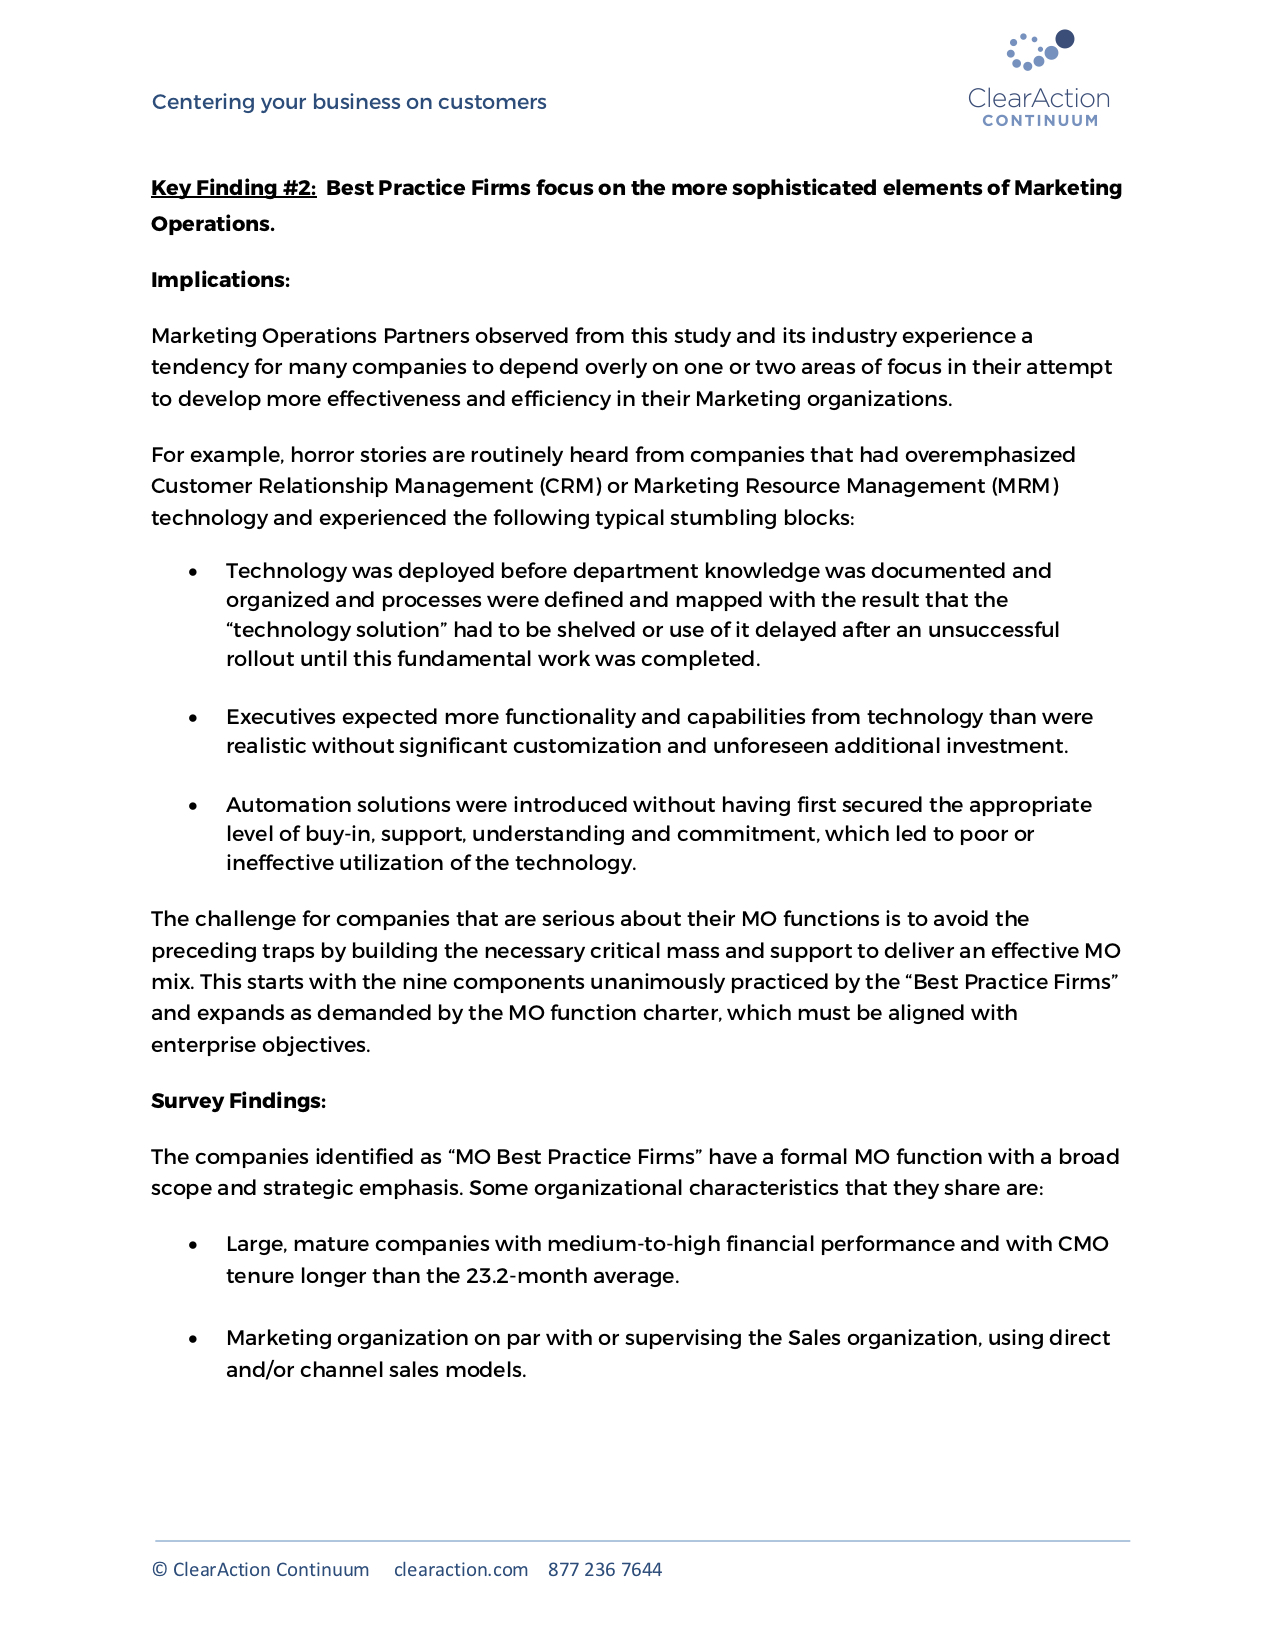 Centering your business on customers
ClearAction
CONTINUUM
Key Finding #2:  Best Practice Firms focus on the more sophisticated elements of Marketing
Operations.
Implications:
Marketing Operations Partners observed from this study and its industry experience a
tendency for many companies to depend overly on one or two areas of focus in their attempt
to develop more effectiveness and efficiency in their Marketing organizations.
For example, horror stories are routinely heard from companies that had overemphasized
Customer Relationship Management (CRM) or Marketing Resource Management (MRM)
technology and experienced the following typical stumbling blocks:
• Technology was deployed before department knowledge was documented and
organized and processes were defined and mapped with the result that the
“technology solution” had to be shelved or use of it delayed after an unsuccessful
rollout until this fundamental work was completed.
• Executives expected more functionality and capabilities from technology than were
realistic without significant customization and unforeseen additional investment.
• Automation solutions were introduced without having first secured the appropriate
level of buy-in, support, understanding and commitment, which led to poor or
ineffective utilization of the technology.
The challenge for companies that are serious about their MO functions is to avoid the
preceding traps by building the necessary critical mass and support to deliver an effective MO
mix. This starts with the nine components unanimously practiced by the “Best Practice Firms”
and expands as demanded by the MO function charter, which must be aligned with
enterprise objectives.
Survey Findings:
The companies identified as “MO Best Practice Firms” have a formal MO function with a broad
scope and strategic emphasis. Some organizational characteristics that they share are:
• Large, mature companies with medium-to-high financial performance and with CMO
tenure longer than the 23.2-month average.
• Marketing organization on par with or supervising the Sales organization, using direct
and/or channel sales models.
© ClearAction Continuum    clearaction.com    877 236 7644